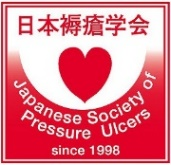 日本褥瘡学会
Japanese Society of
Pressure Ulcers
since 1998